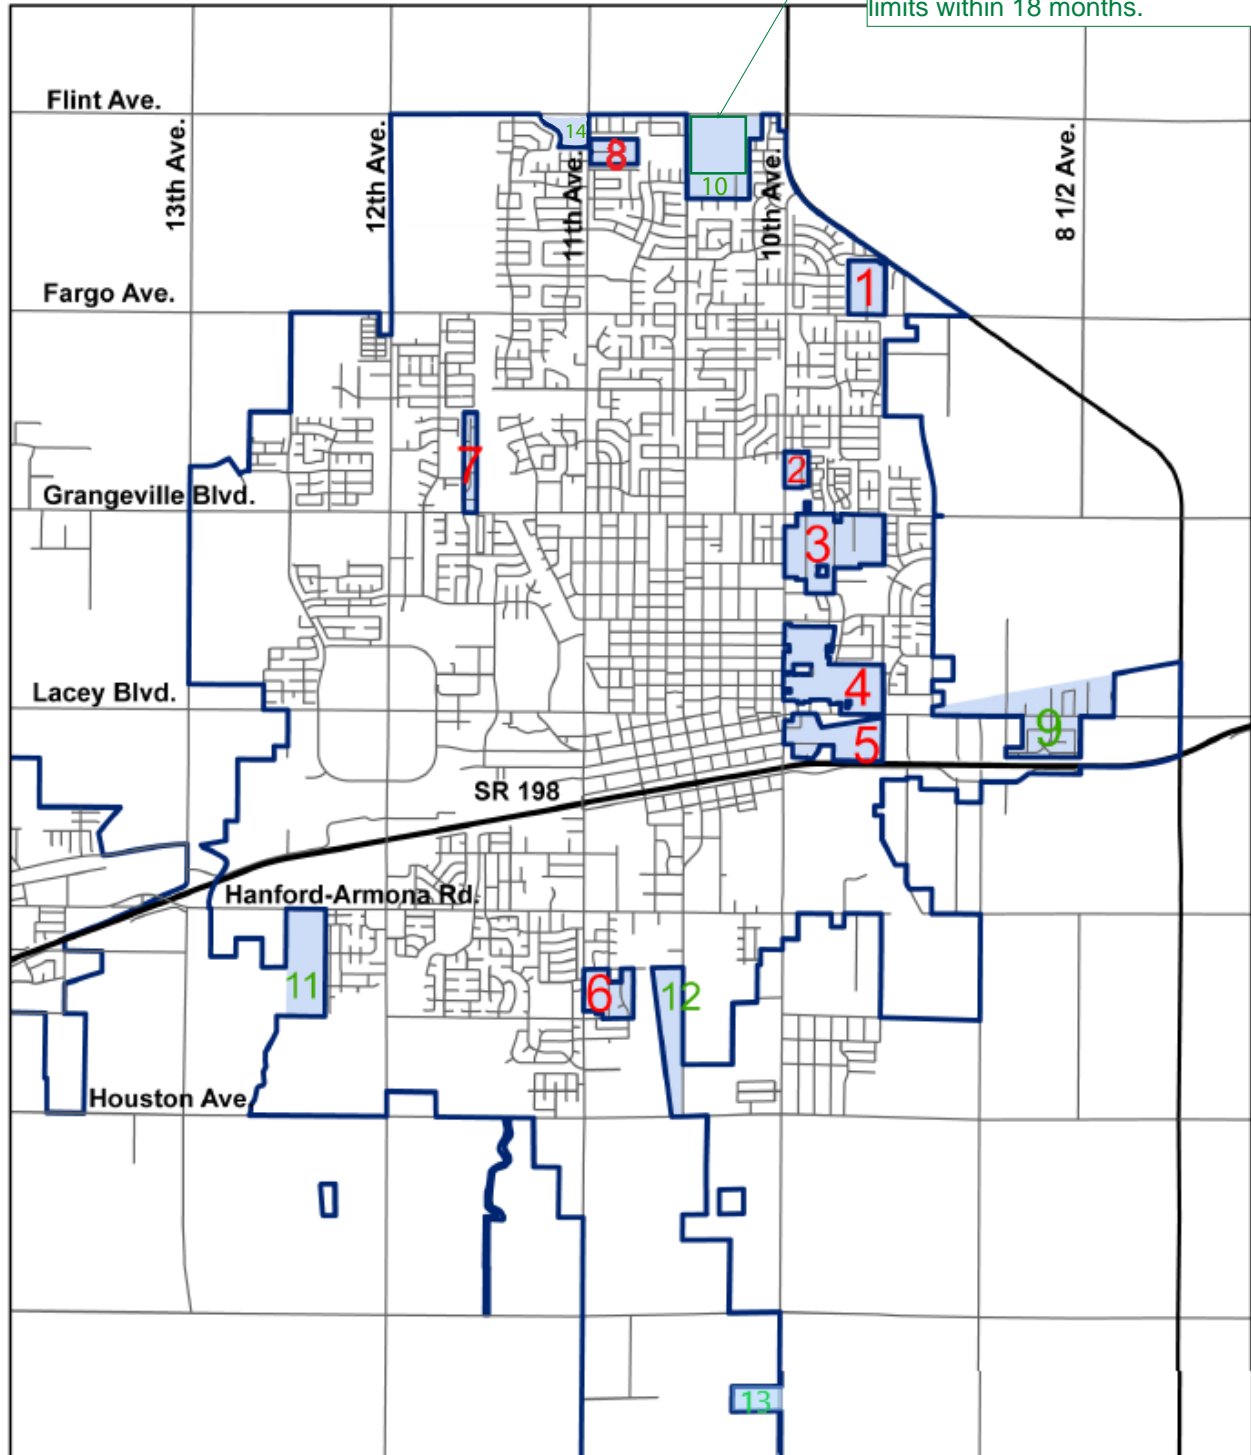 limits within 18 months.
Flint Ave.
13th Ave.
12th Ave.
11th Ave.
10th Ave.
8 1/2 Ave.
14
8
10
1
Fargo Ave.
7
2
Grangeville Blvd.
3
Lacey Blvd.
4
9
5
SR 198
Hanford-Armona Rd.
11
6
12
Houston Ave.
13